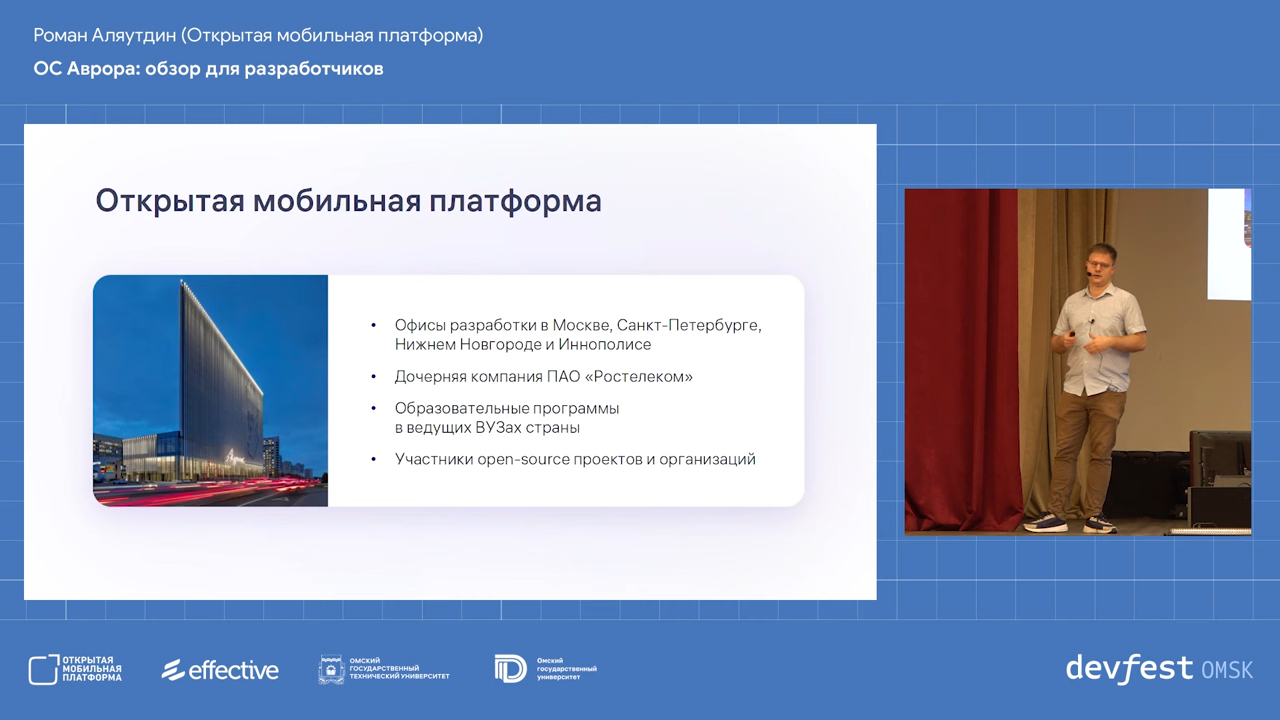 Роман Аляутдин (Открытая мобильная платформа)
ОС Аврора: обзор для разработчиков
Открытая мобильная платформа
• Офисы разработки в Москве, Санкт-Петербурге,
Нижнем Новгороде и Иннополисе
• Дочерняя компания ПАО «Ростелеком»
• Образовательные программы
в ведущих ВУЗах страны
• Участники open-source проектов и организаций
ОТКРЫТАЯ
МОБИЛЬНАЯ
ПЛАТФОРМА
effective
ОМСКИЙ
ГОСУДАРСТВЕННЫЙ
ТЕХНИЧЕСКИЙ УНИВЕРСИТЕТ
Омский
государственный
университет
devfest OMSK